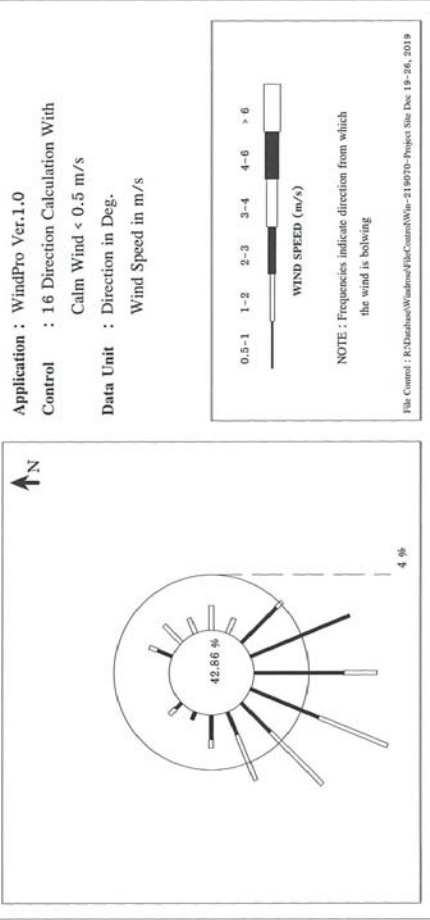 Application : WindPro Ver.1.0
Control : 16 Direction Calculation With
Calm Wind < 0.5 m/s
Data Unit : Direction in Deg.
Wind Speed in m/s
N
42.86 %
4 %
0.5-1 1-2 2-3 3-4 4-6 > 6
WIND SPEED (m/s)
NOTE : Frequencies indicate direction from which
the wind is bolwing
File Control : R:\Database\Windrose\FileControl\Win-219070-Project Site Dec 19-26, 2019